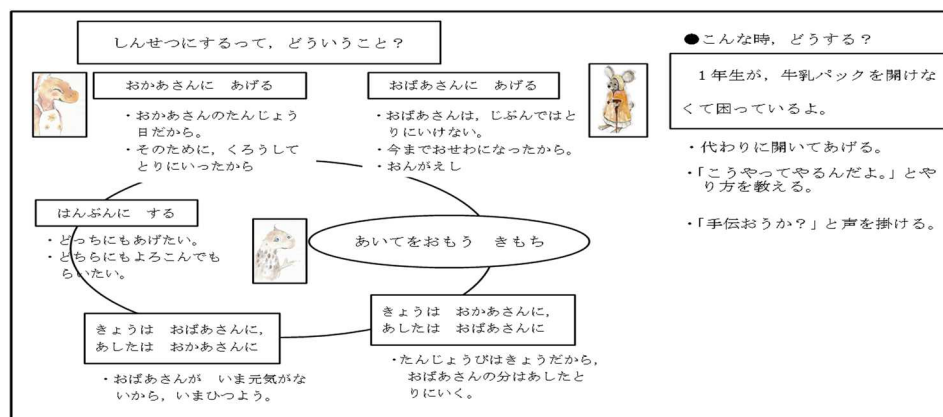 しんせつにするって，どういうこと？
おかあさんに　あげる
・おかあさんのたんじょう
日だから。
・そのために，くろうして
とりにいったから
おばあさんに　あげる
・おばあさんは，じぶんではと
りにいけない。
・今までおせわになったから。
・おんがえし
はんぶんに　する
・どっちにもあげたい。
・どちらにもよろこんでも
らいたい。
あいてをおもう　きもち
きょうは　おばあさんに，
あしたは　おかあさんに
・おばあさんが　いま元気がな
いから，いまひつよう。
きょうは　おかあさんに，
あしたは　おばあさんに
・たんじょうびはきょうだから，
おばあさんの分はあしたと
りにいく。
●こんな時，どうする？
１年生が，牛乳パックを開けな
くて困っているよ。
・代わりに開いてあげる。
・「こうやってやるんだよ。」とや
り方を教える。
・「手伝おうか？」と声を掛ける。